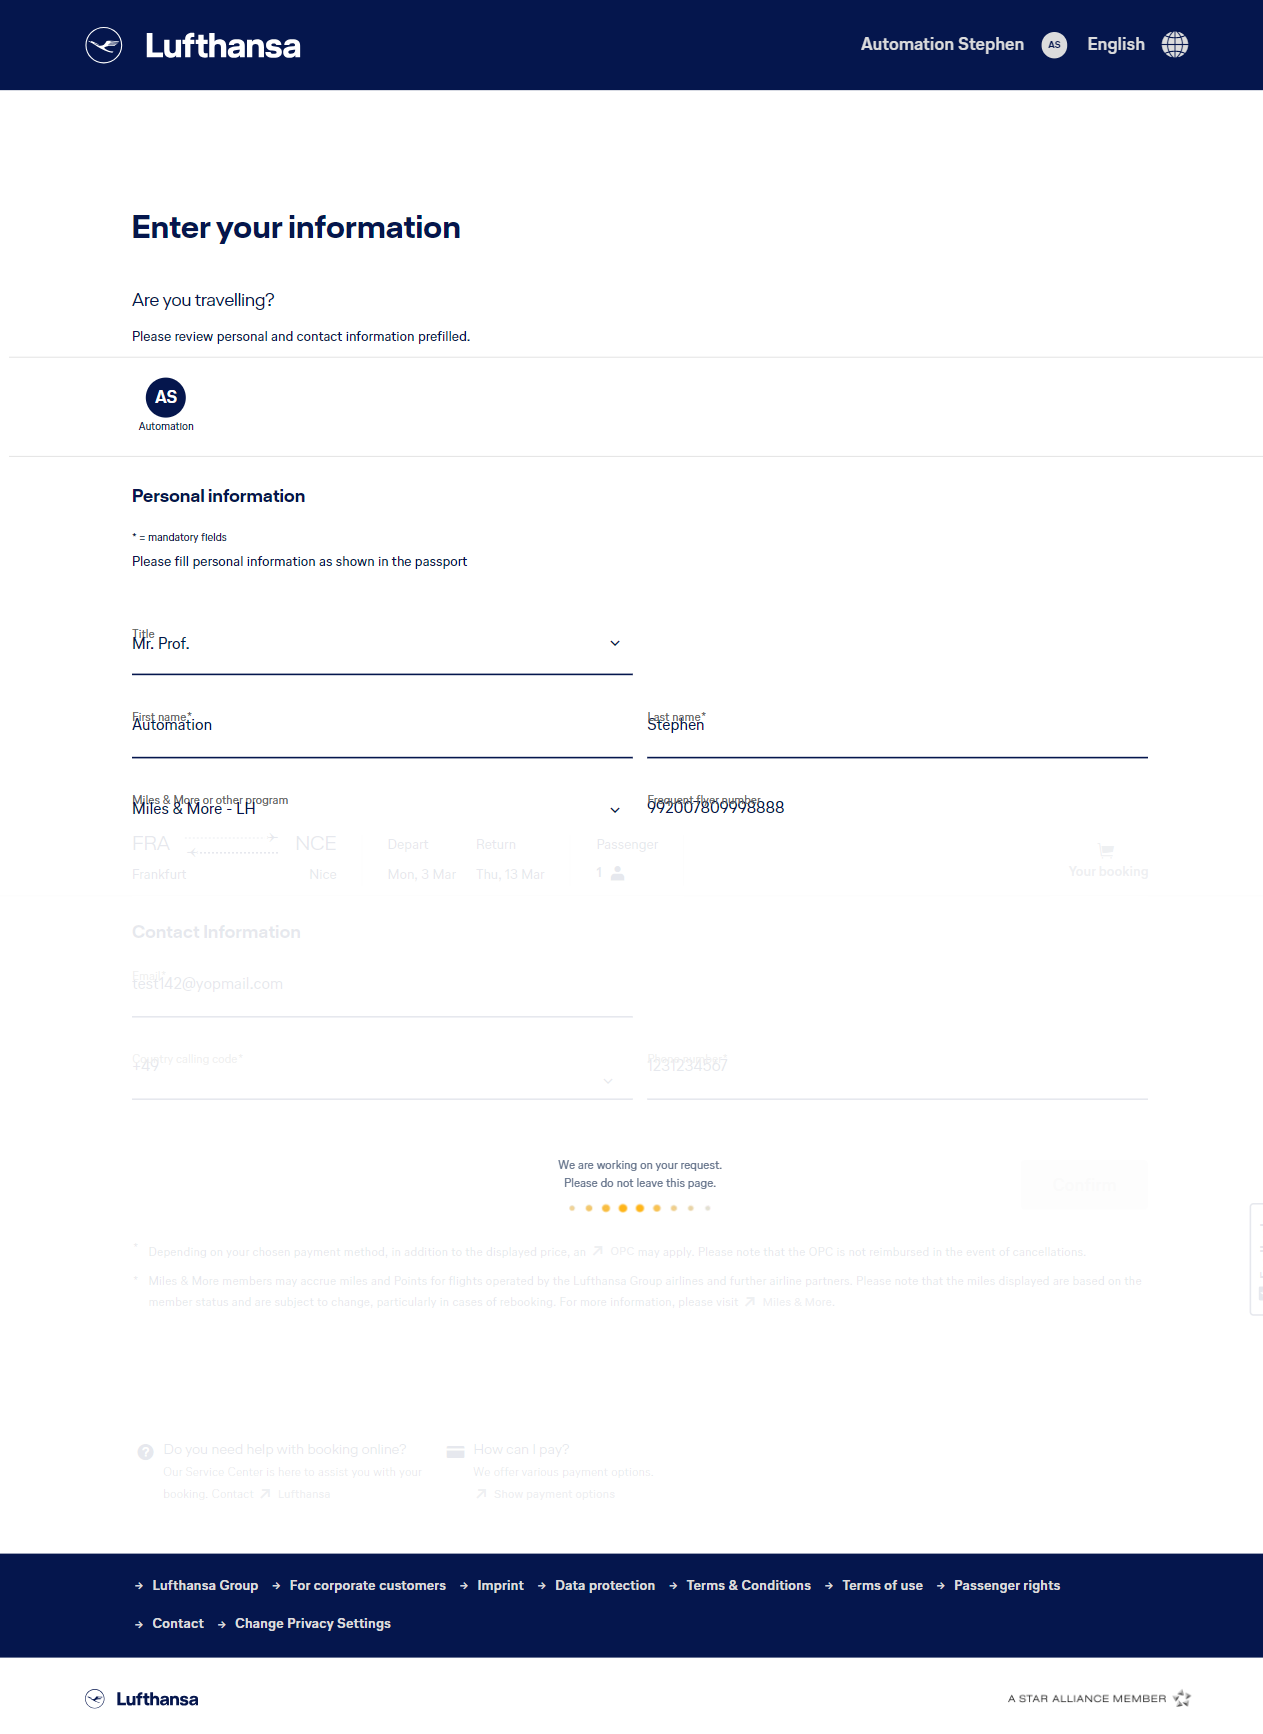 Lufthansa
Automation Stephen AS English
Enter your information
Are you travelling?
Please review personal and contact information prefilled.
AS
Automation
Personal information
* = mandatory fields
Please fill personal information as shown in the passport
Title
Mr. Prof.
First name*
Automation
Last name*
Stephen
Miles & More or other program
Miles & More - LH
Frequent flyer number
992007809998888
FRA NCE Depart Return Passenger
Frankfurt Nice Mon, 3 Mar Thu, 13 Mar 1
Your booking
Contact Information
Email*
test142@yopmail.com
Country calling code*
+49
Phone number*
1231234567
We are working on your request.
Please do not leave this page.
Confirm
* Depending on your chosen payment method, in addition to the displayed price, an OPC may apply. Please note that the OPC is not reimbursed in the event of cancellations.
* Miles & More members may accrue miles and Points for flights operated by the Lufthansa Group airlines and further airline partners. Please note that the miles displayed are based on the
member status and are subject to change, particularly in cases of rebooking. For more information, please visit Miles & More.
Do you need help with booking online?
Our Service Center is here to assist you with your
booking. Contact Lufthansa
How can I pay?
We offer various payment options.
Show payment options
Lufthansa Group For corporate customers Imprint Data protection Terms & Conditions Terms of use Passenger rights
Contact Change Privacy Settings
Lufthansa
A STAR ALLIANCE MEMBER